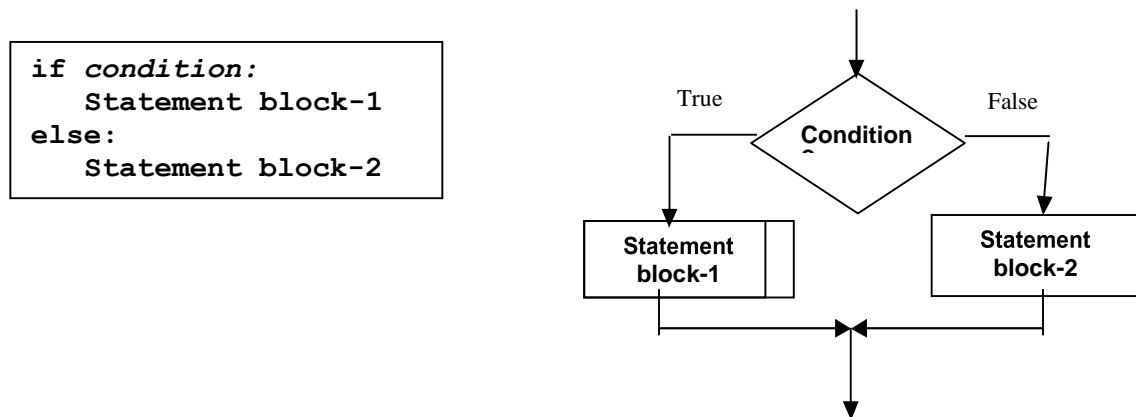 if condition:
Statement block-1
else:
Statement block-2
True
False
Condition
Statement
block-1
Statement
block-2